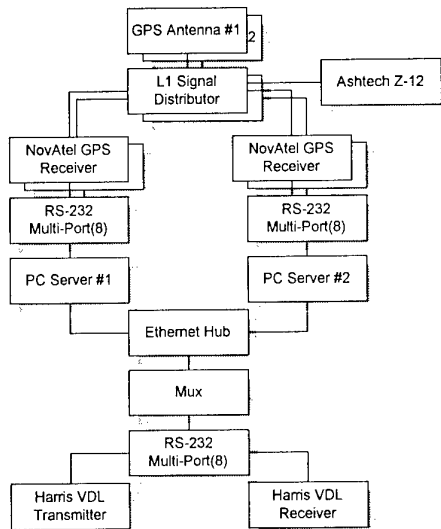 GPS Antenna #1
2
L1 Signal
Distributor
Ashtech Z-12
NovAtel GPS
Receiver
NovAtel GPS
Receiver
RS-232
Multi-Port(8)
RS-232
Multi-Port(8)
PC Server #1
PC Server #2
Ethernet Hub
Mux
RS-232
Multi-Port(8)
Harris VDL
Transmitter
Harris VDL
Receiver